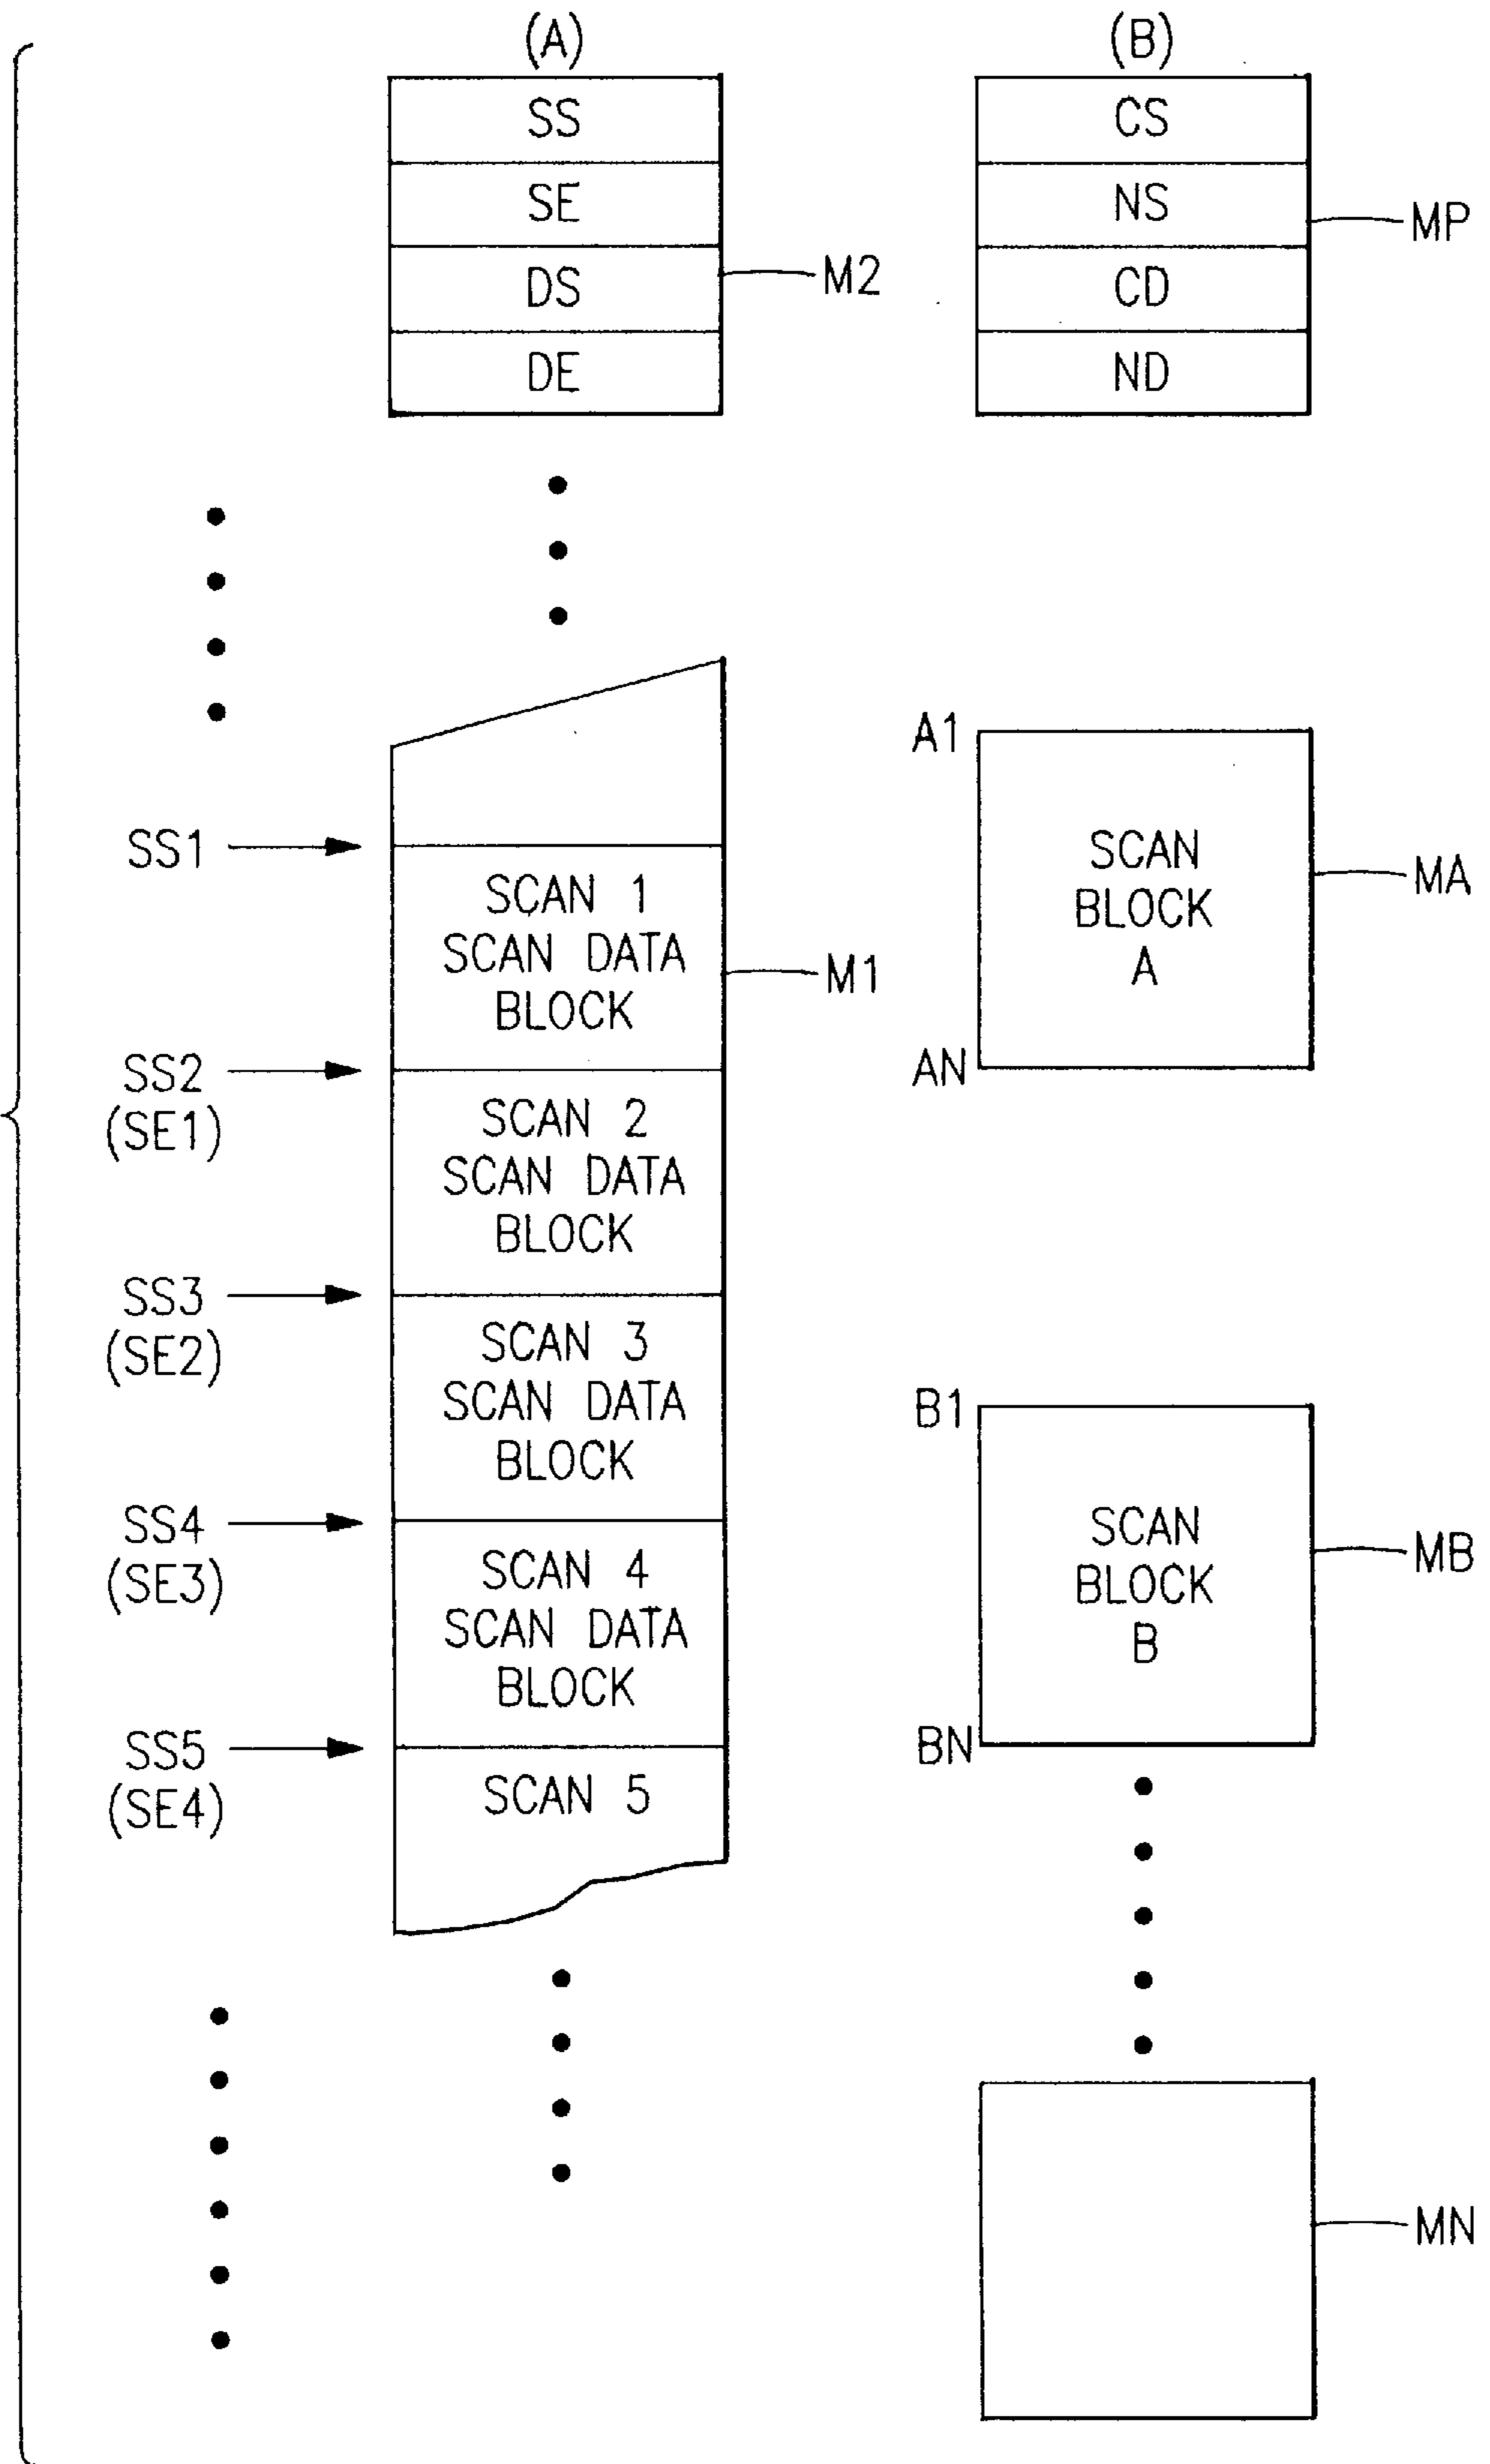 (A)
SS
SE
DS
DE
M2
SS1
SCAN 1
SCAN DATA
BLOCK
M1
SS2
(SE1)
SCAN 2
SCAN DATA
BLOCK
SS3
(SE2)
SCAN 3
SCAN DATA
BLOCK
SS4
(SE3)
SCAN 4
SCAN DATA
BLOCK
SS5
(SE4)
SCAN 5
(B)
CS
NS
CD
ND
MP
A1
SCAN
BLOCK
A
MA
AN
B1
SCAN
BLOCK
B
MB
BN
MN